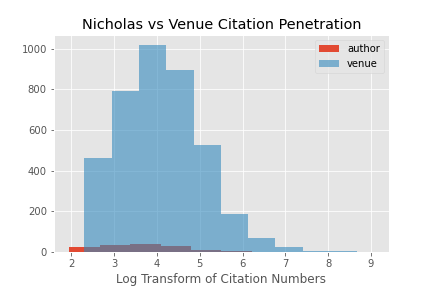 Nicholas vs Venue Citation Penetration
author
venue
1000
800
600
400
200
0
2 3 4 5 6 7 8 9
Log Transform of Citation Numbers